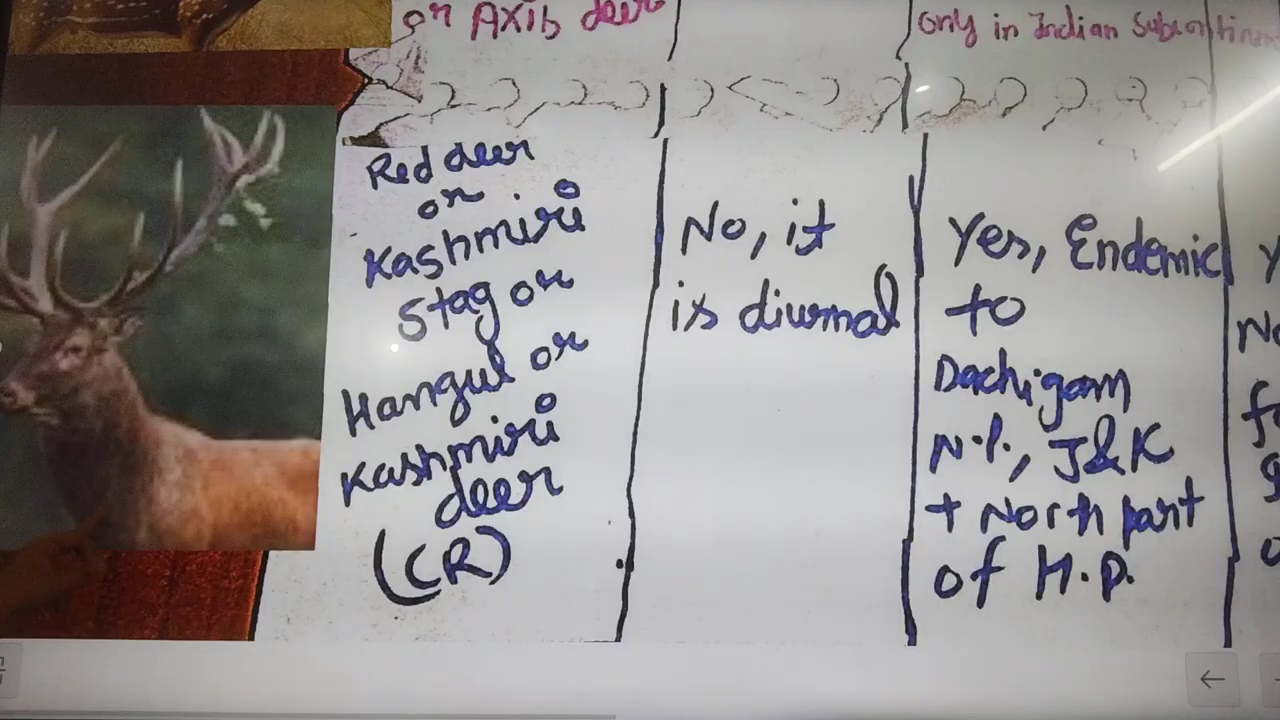 or Axis deer
only in Indian Subcontinent
Red deer
or
Kashmiri
Stag or
Hangul or
Kashmiri
deer
(CR)
No, it
is diurnal
Yes, Endemic
to
Dachigam
N.P., J&K
+ North part
of H.P.